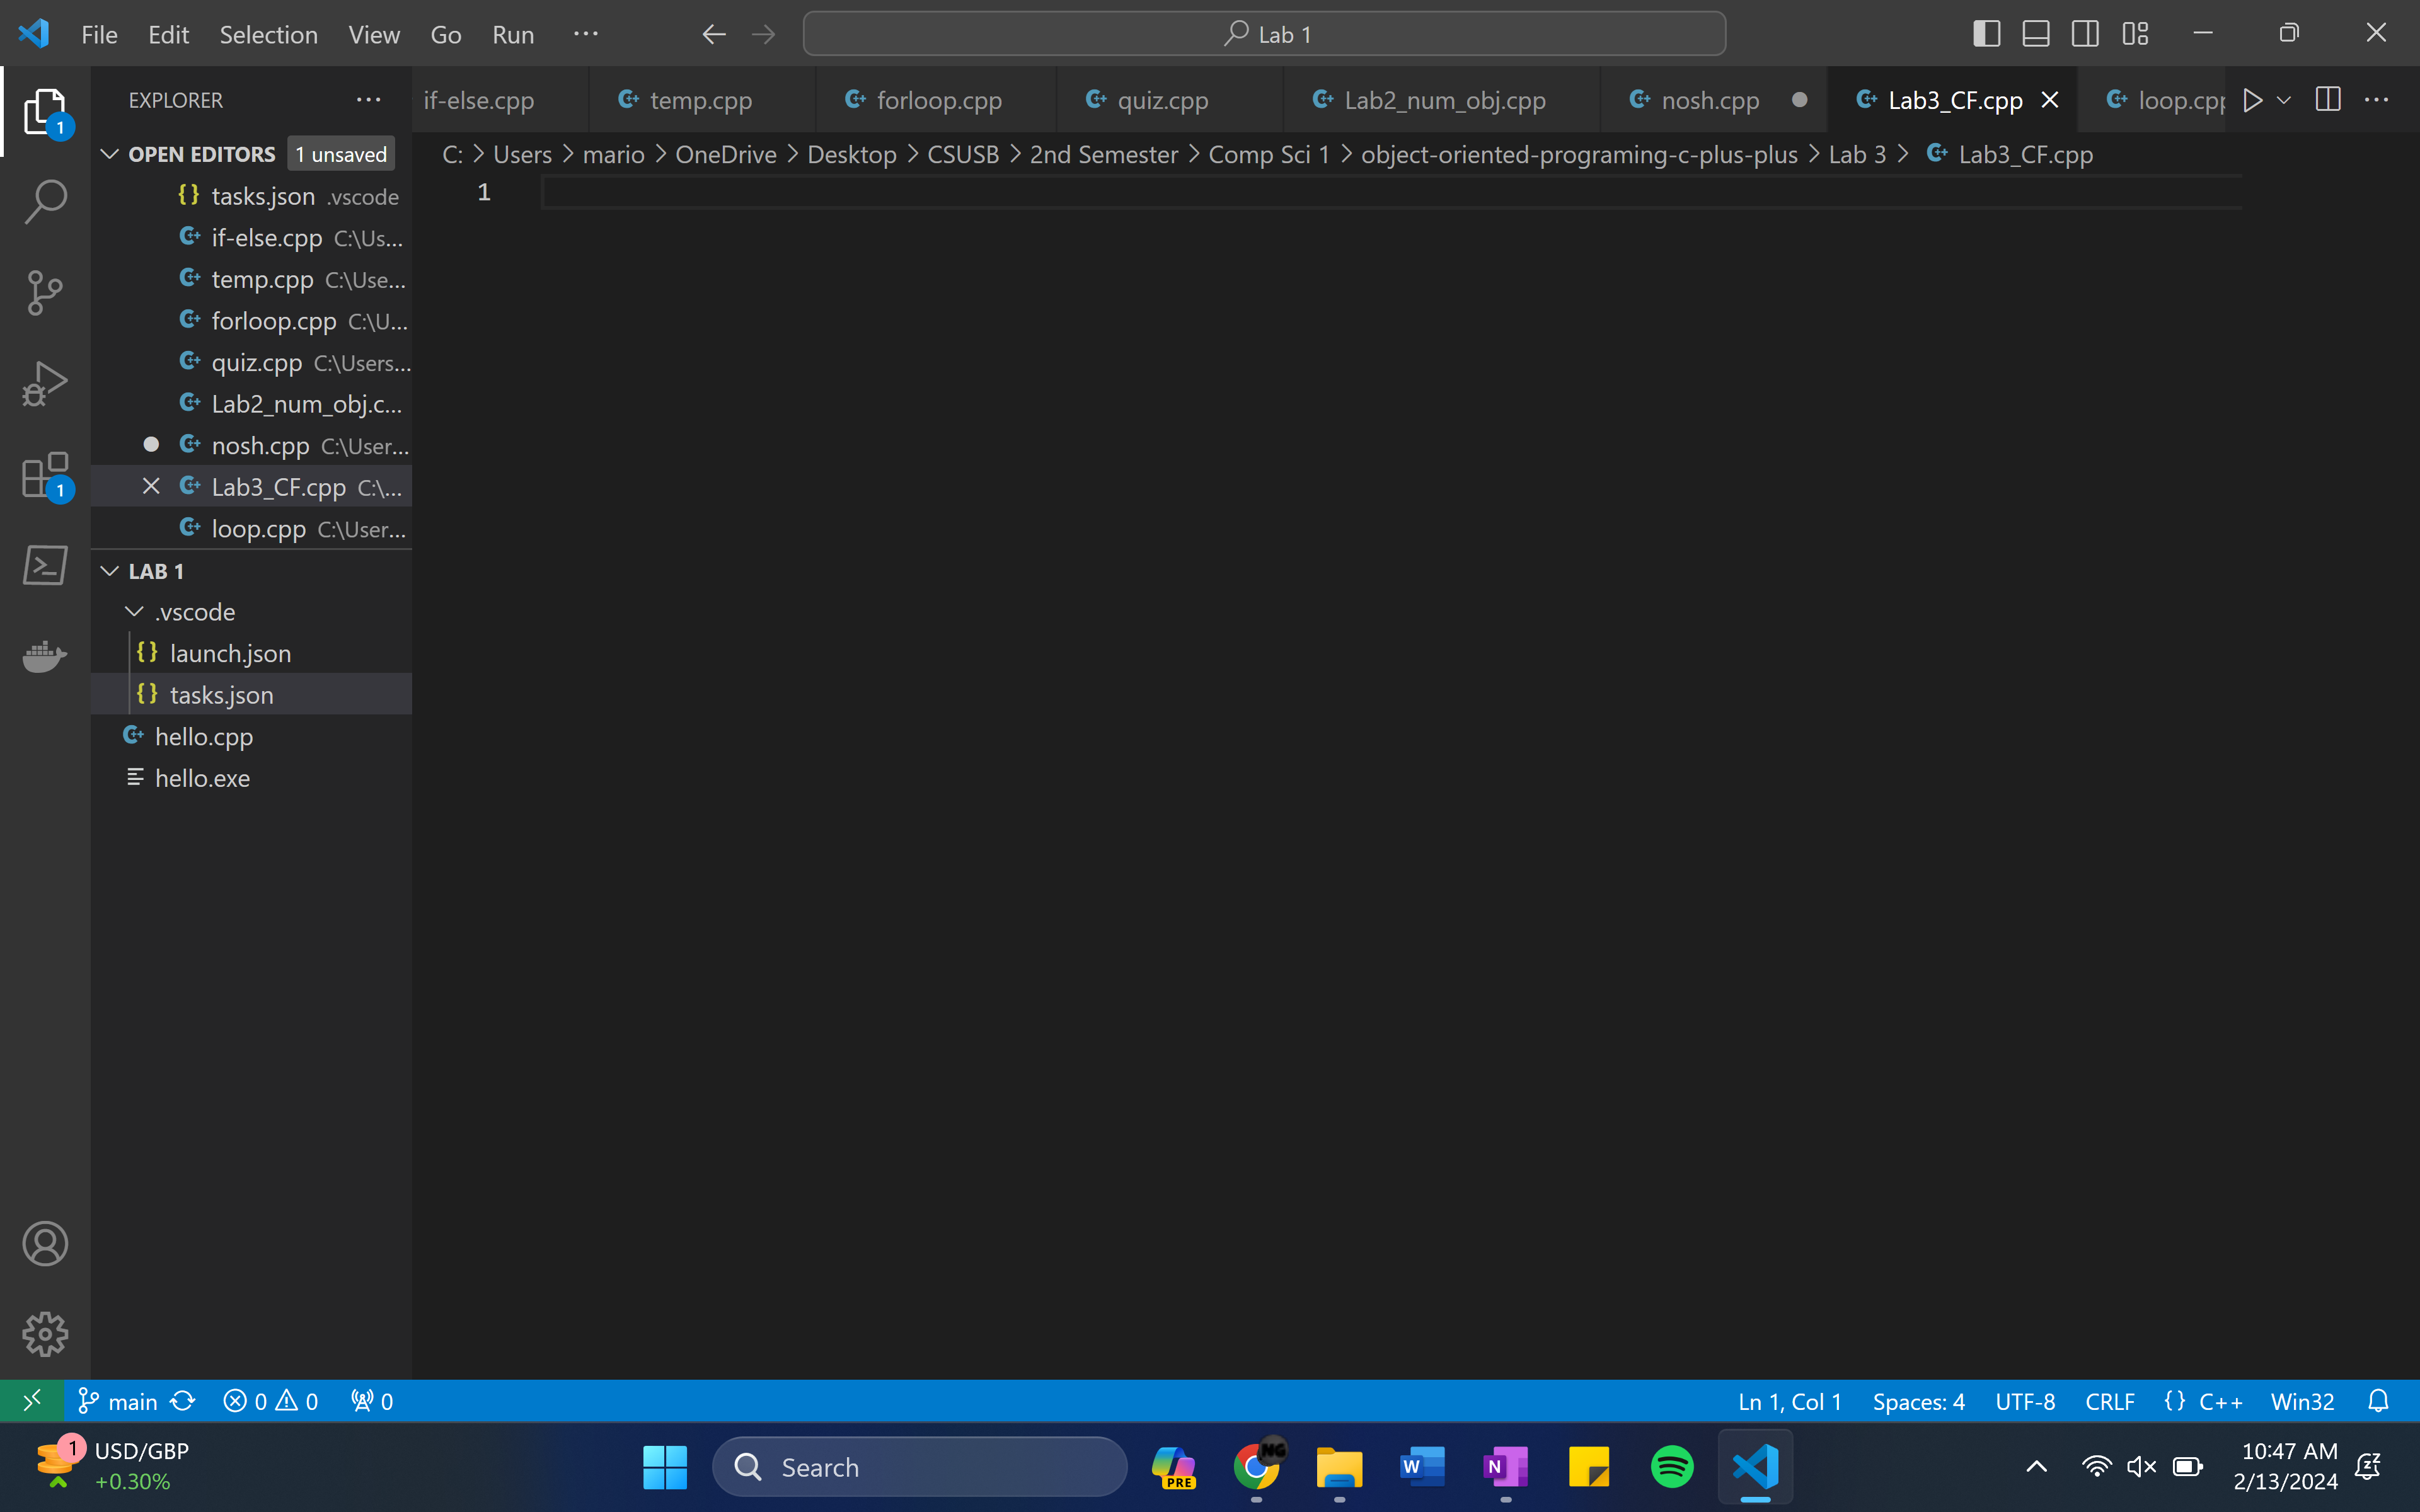 File Edit Selection View Go Run ··· Lab 1
EXPLORER ···
if-else.cpp temp.cpp forloop.cpp quiz.cpp Lab2_num_obj.cpp nosh.cpp Lab3_CF.cpp loop.cpp
OPEN EDITORS 1 unsaved
C: > Users > mario > OneDrive > Desktop > CSUSB > 2nd Semester > Comp Sci 1 > object-oriented-programing-c-plus-plus > Lab 3 > Lab3_CF.cpp
1
1
tasks.json .vscode
if-else.cpp C:\Us...
temp.cpp C:\Use...
forloop.cpp C:\U...
quiz.cpp C:\Users...
Lab2_num_obj.c...
nosh.cpp C:\User...
Lab3_CF.cpp C:\...
1
loop.cpp C:\User...
LAB 1
.vscode
launch.json
tasks.json
hello.cpp
hello.exe
main 0 0 0 Ln 1, Col 1 Spaces: 4 UTF-8 CRLF {} C++ Win32
1 USD/GBP
+0.30%
Search
PRE
NG
W
N
10:47 AM
2/13/2024